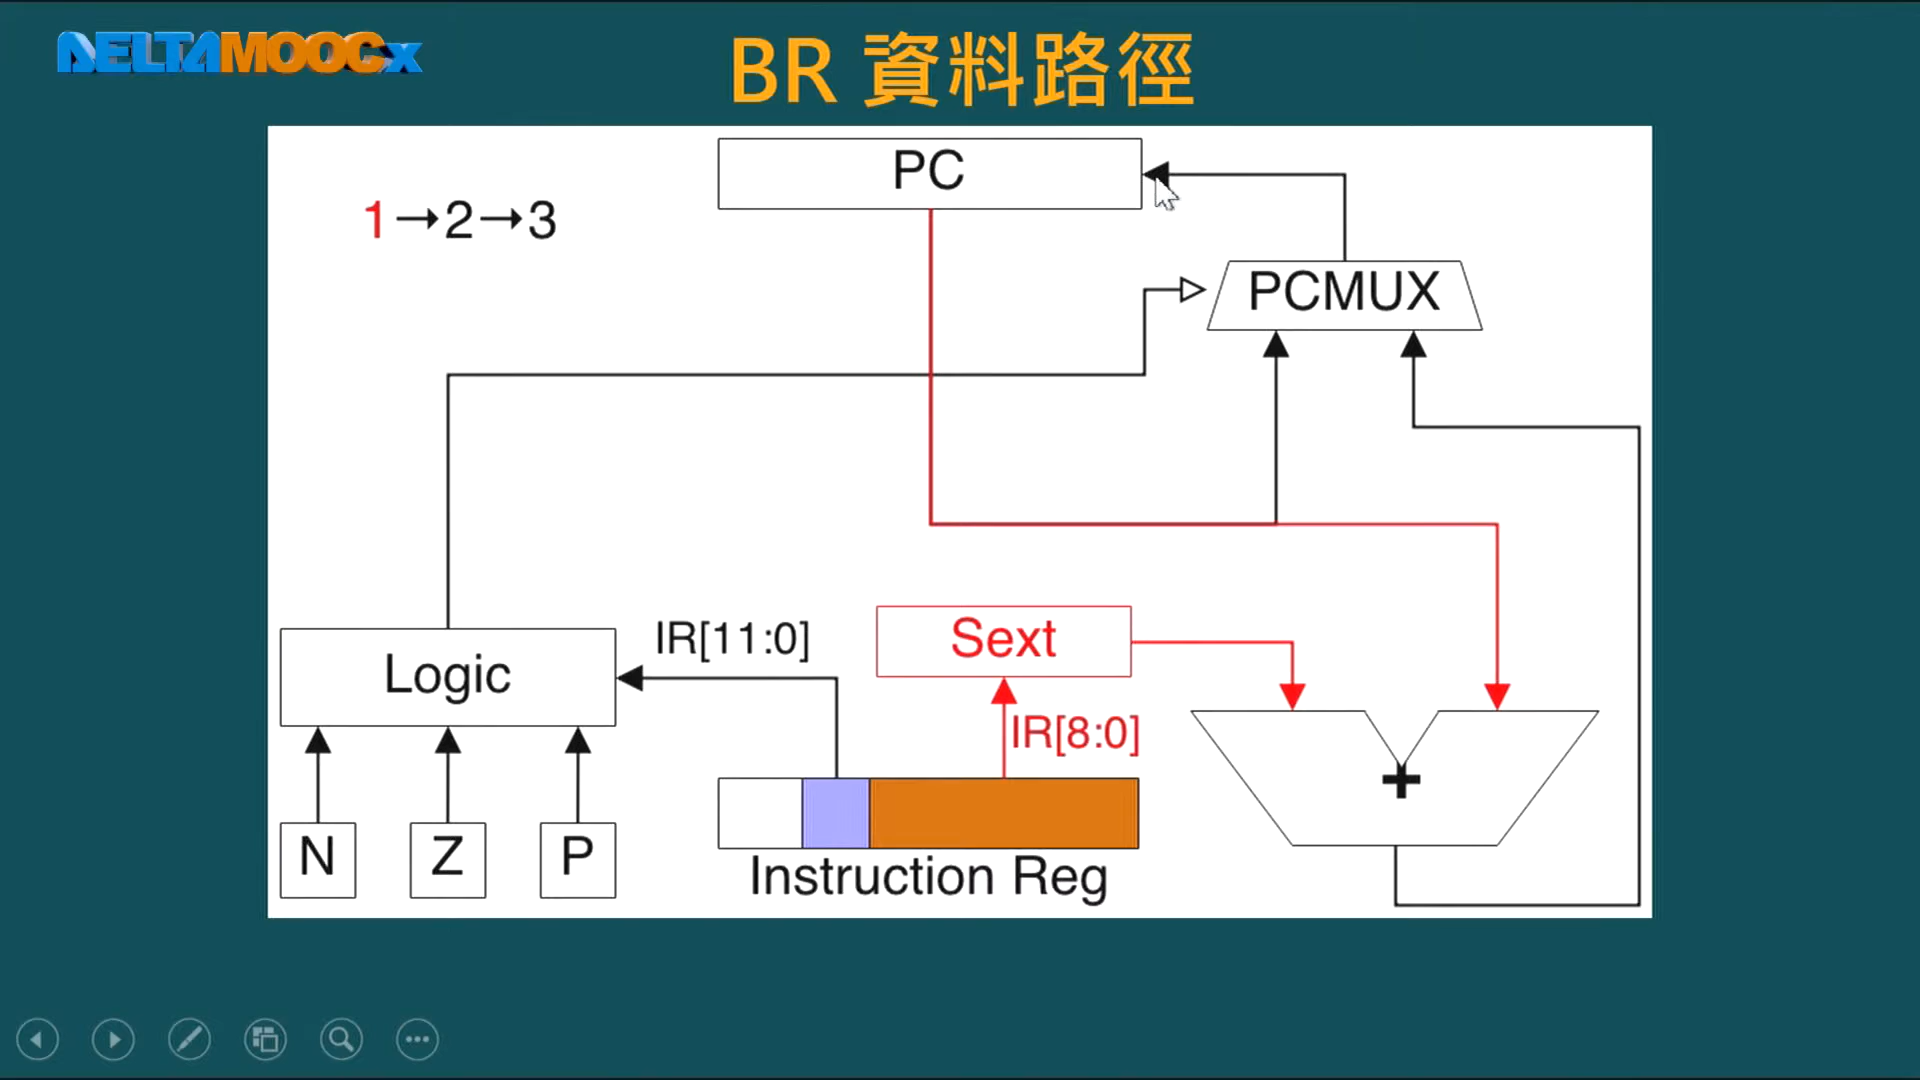 DELTAMOOCx
BR 資料路徑
PC
1→2→3
PCMUX
IR[11:0]
Sext
Logic
IR[8:0]
+
N
Z
P
Instruction Reg